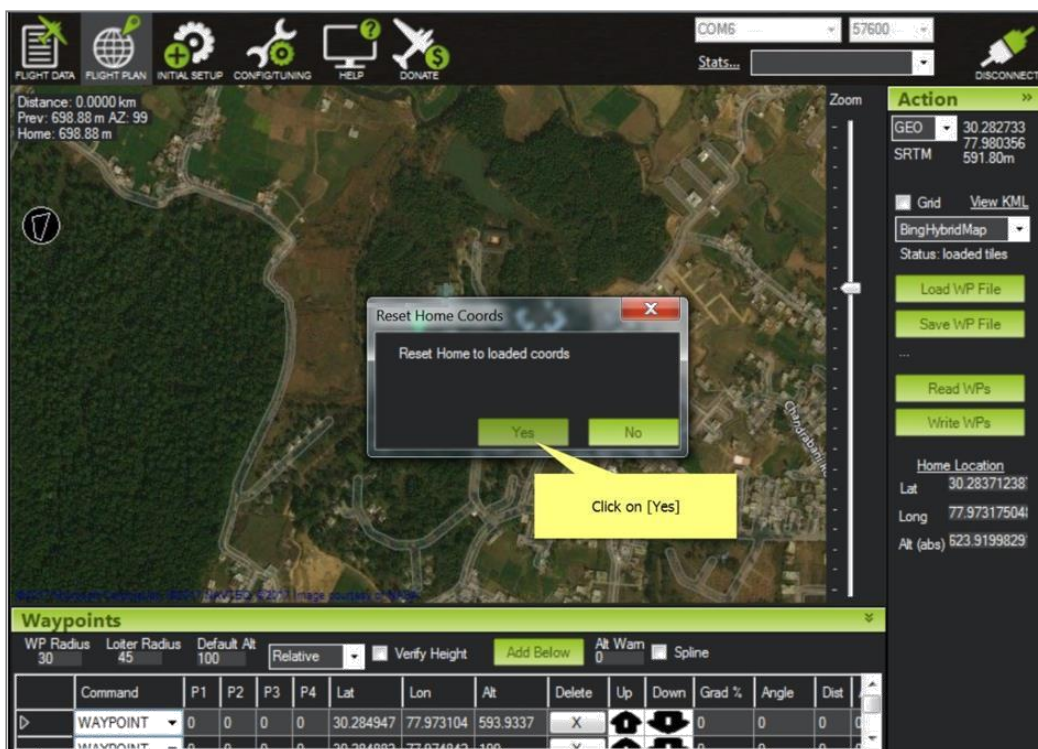 COM6 57600
FLIGHT DATA FLIGHT PLAN INITIAL SETUP CONFIG/TUNING HELP DONATE Stats... DISCONNECT
Distance: 0.0000 km
Prev: 698.88 m AZ: 99
Home: 698.88 m
Zoom
Action »
GEO 30.282733
77.980356
SRTM 591.80m
Grid View KML
BingHybridMap
Status: loaded tiles
Load WP File
Save WP File
...
Read WPs
Write WPs
Home Location
Lat 30.28371238
Long 77.97317504
Alt (abs) 623.9199829
Reset Home Coords X
Reset Home to loaded coords
Yes No
Click on [Yes]
Waypoints
WP Radius Loiter Radius Default Alt Alt Warn
30 45 100 Relative Verify Height Add Below 0 Spline
Command P1 P2 P3 P4 Lat Lon Alt Delete Up Down Grad % Angle Dist
WAYPOINT 0 0 0 0 30.284947 77.973104 593.9337 X 0 0 0 0